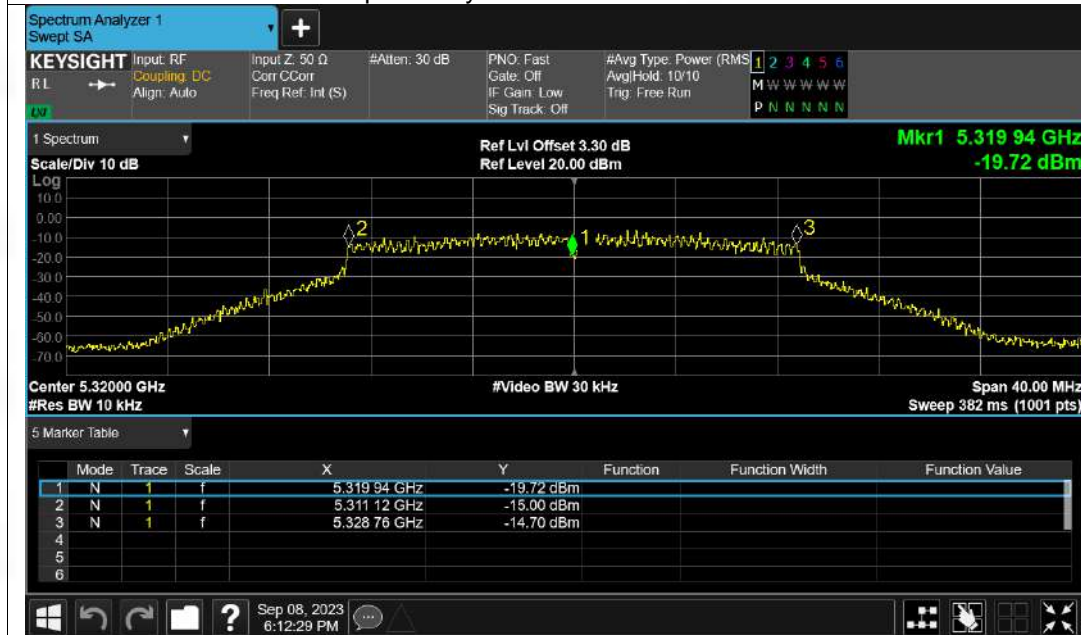 Spectrum Analyzer 1
Swept SA
+
KEYSIGHT Input: RF Input Z: 50 Ω #Atten: 30 dB PNO: Fast #Avg Type: Power (RMS 1 2 3 4 5 6
RL Coupling: DC Corr CCorr Gate: Off Avg|Hold: 10/10 M W W W W W
Align: Auto Freq Ref: Int (S) IF Gain: Low Trig: Free Run
LXI Sig Track: Off P N N N N N
1 Spectrum Ref Lvl Offset 3.30 dB Mkr1 5.319 94 GHz
Scale/Div 10 dB Ref Level 20.00 dBm -19.72 dBm
Log
10.0
0.00
-10.0
-20.0
-30.0
-40.0
-50.0
-60.0
-70.0
2
1
3
Center 5.32000 GHz #Video BW 30 kHz Span 40.00 MHz
#Res BW 10 kHz Sweep 382 ms (1001 pts)
5 Marker Table
Mode Trace Scale X Y Function Function Width Function Value
1 N 1 f 5.319 94 GHz -19.72 dBm
2 N 1 f 5.311 12 GHz -15.00 dBm
3 N 1 f 5.328 76 GHz -14.70 dBm
4
5
6
? Sep 08, 2023
6:12:29 PM